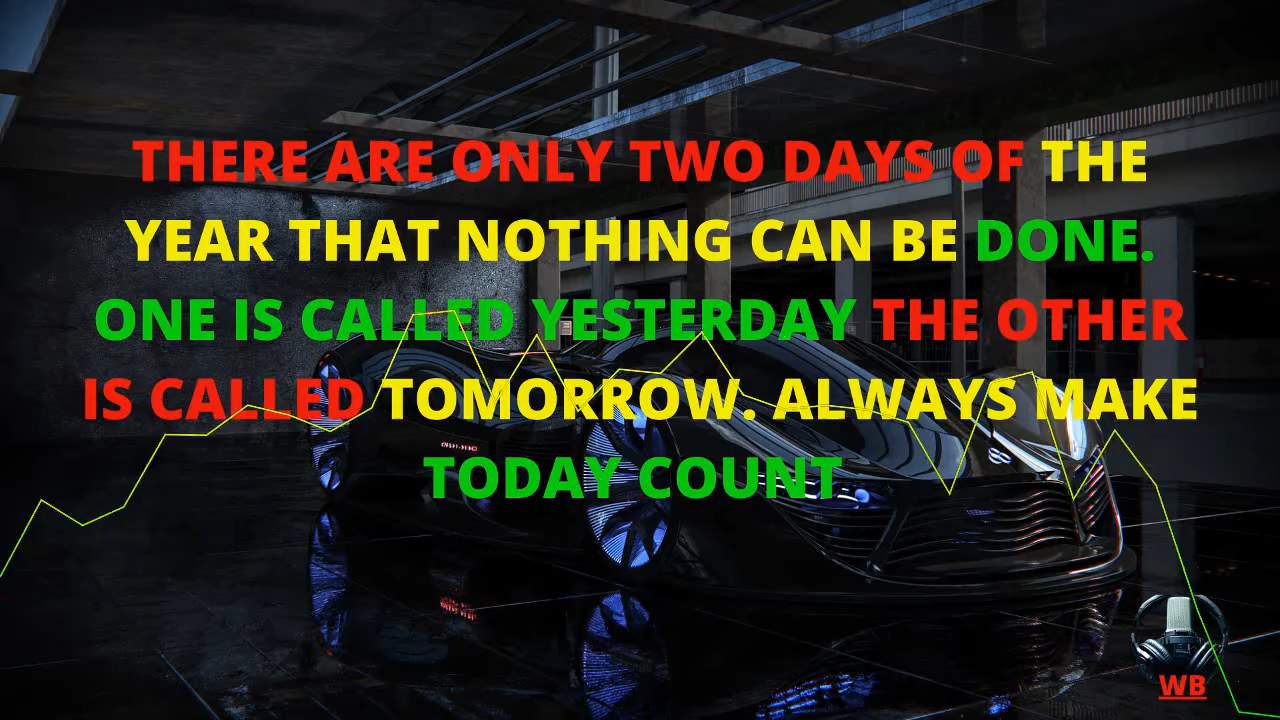 THERE ARE ONLY TWO DAYS OF THE
YEAR THAT NOTHING CAN BE DONE.
ONE IS CALLED YESTERDAY THE OTHER
IS CALLED TOMORROW. ALWAYS MAKE
TODAY COUNT
WB